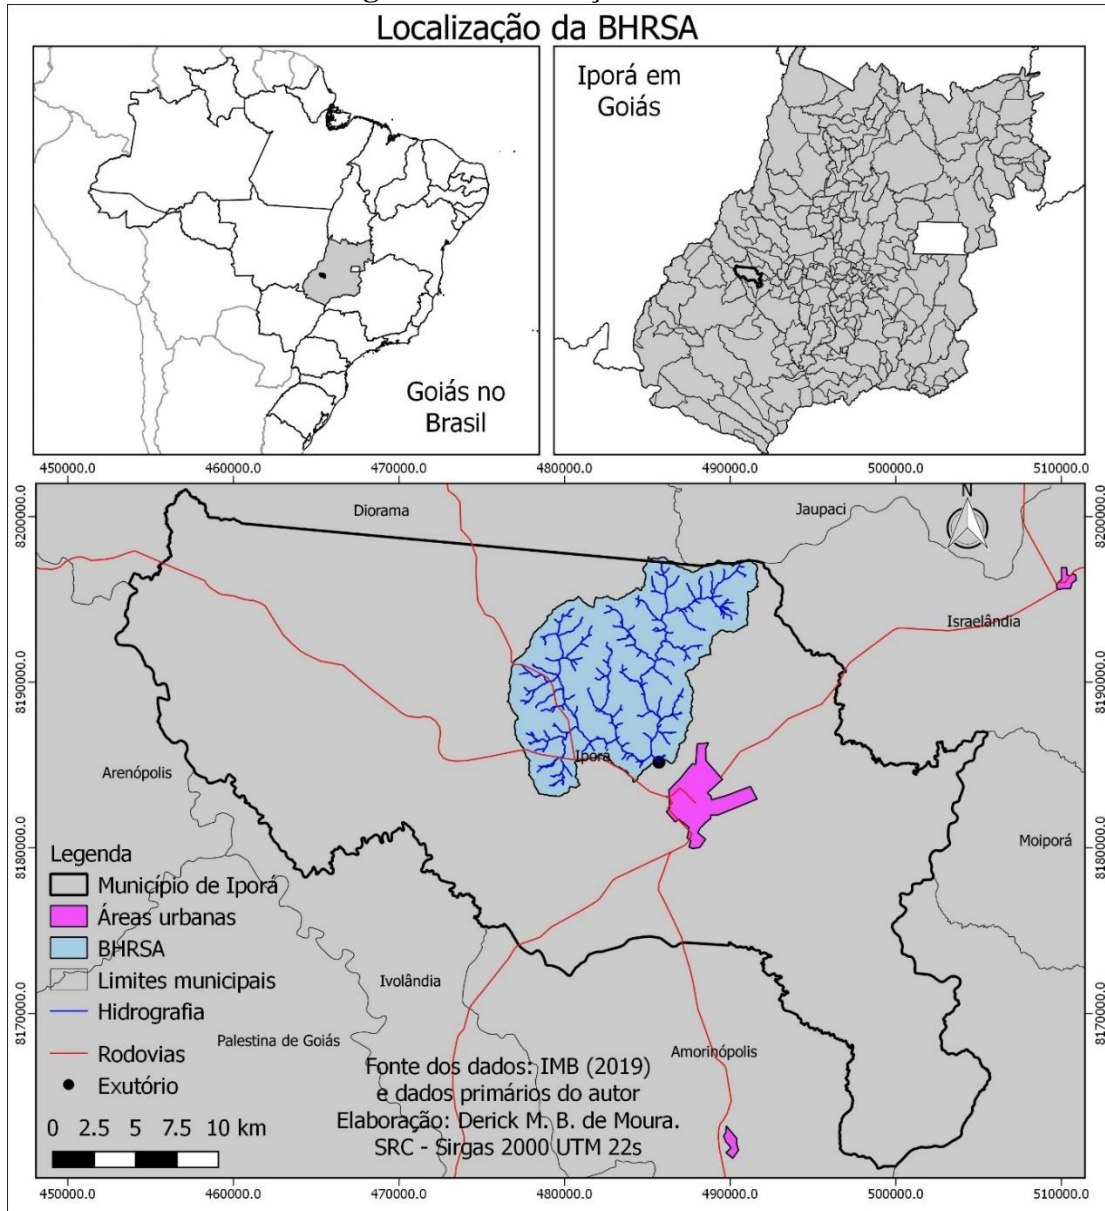 Localização da BHRSA
Goiás no
Brasil
Iporá em
Goiás
450000.0 460000.0 470000.0 480000.0 490000.0 500000.0 510000.0
8200000.0
8190000.0
8180000.0
8170000.0
8200000.0
8190000.0
8180000.0
8170000.0
Diorama
Jaupaci
N
Israelândia
Iporá
Arenópolis
Moiporá
Ivolândia
Palestina de Goiás
Amorinópolis
Legenda
Município de Iporá
Áreas urbanas
BHRSA
Limites municipais
Hidrografia
Rodovias
Exutório
0 2.5 5 7.5 10 km
Fonte dos dados: IMB (2019)
e dados primários do autor
Elaboração: Derick M. B. de Moura.
SRC - Sirgas 2000 UTM 22s
450000.0 460000.0 470000.0 480000.0 490000.0 500000.0 510000.0